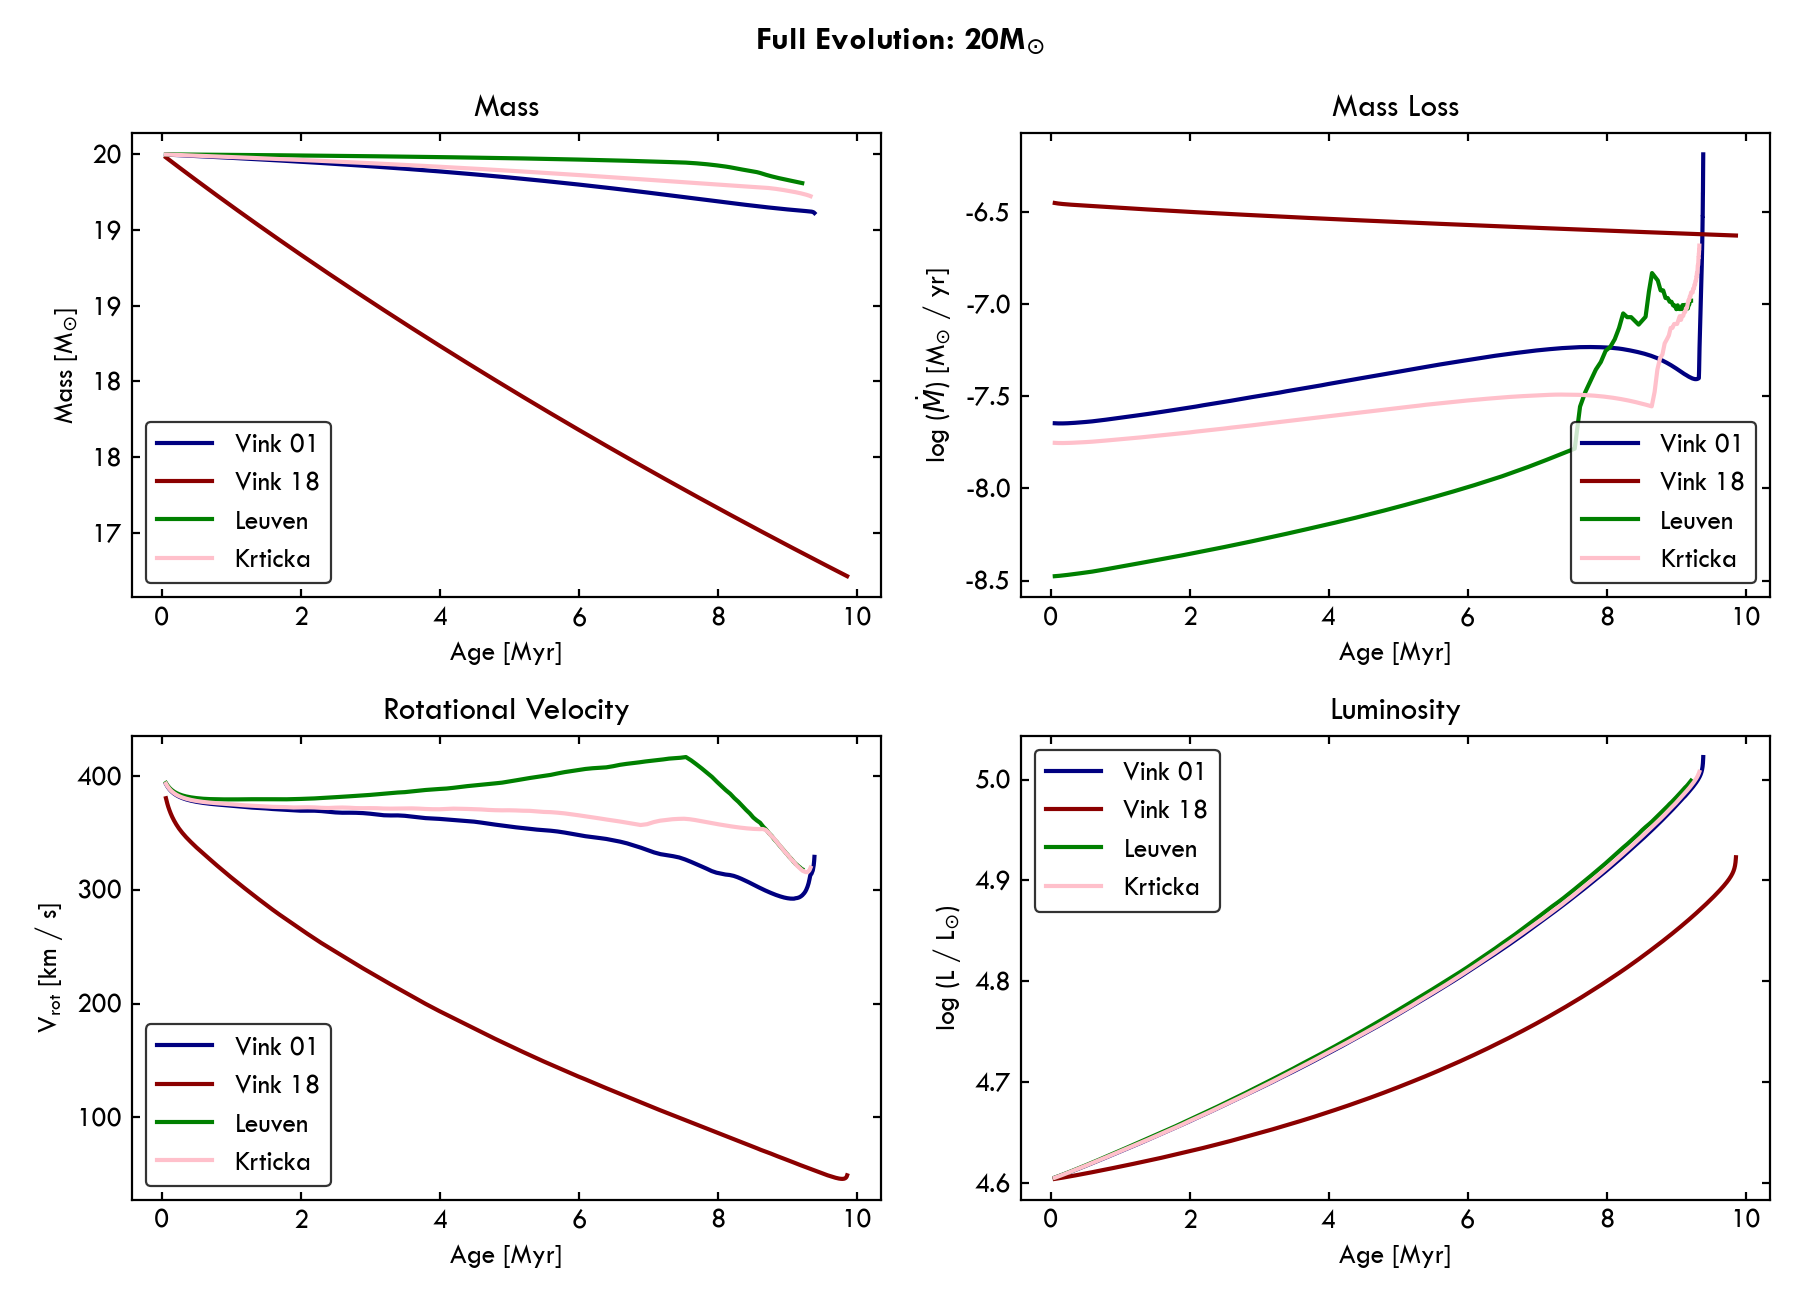 Full Evolution: 20M⊙
Mass
20
19
19
18
18
17
Mass [M⊙]
0 2 4 6 8 10
Age [Myr]
Vink 01
Vink 18
Leuven
Krticka
Mass Loss
-6.5
-7.0
-7.5
-8.0
-8.5
log (Ṁ) [M⊙ / yr]
0 2 4 6 8 10
Age [Myr]
Vink 01
Vink 18
Leuven
Krticka
Rotational Velocity
400
300
200
100
Vrot [km / s]
0 2 4 6 8 10
Age [Myr]
Vink 01
Vink 18
Leuven
Krticka
Luminosity
5.0
4.9
4.8
4.7
4.6
log (L / L⊙)
0 2 4 6 8 10
Age [Myr]
Vink 01
Vink 18
Leuven
Krticka